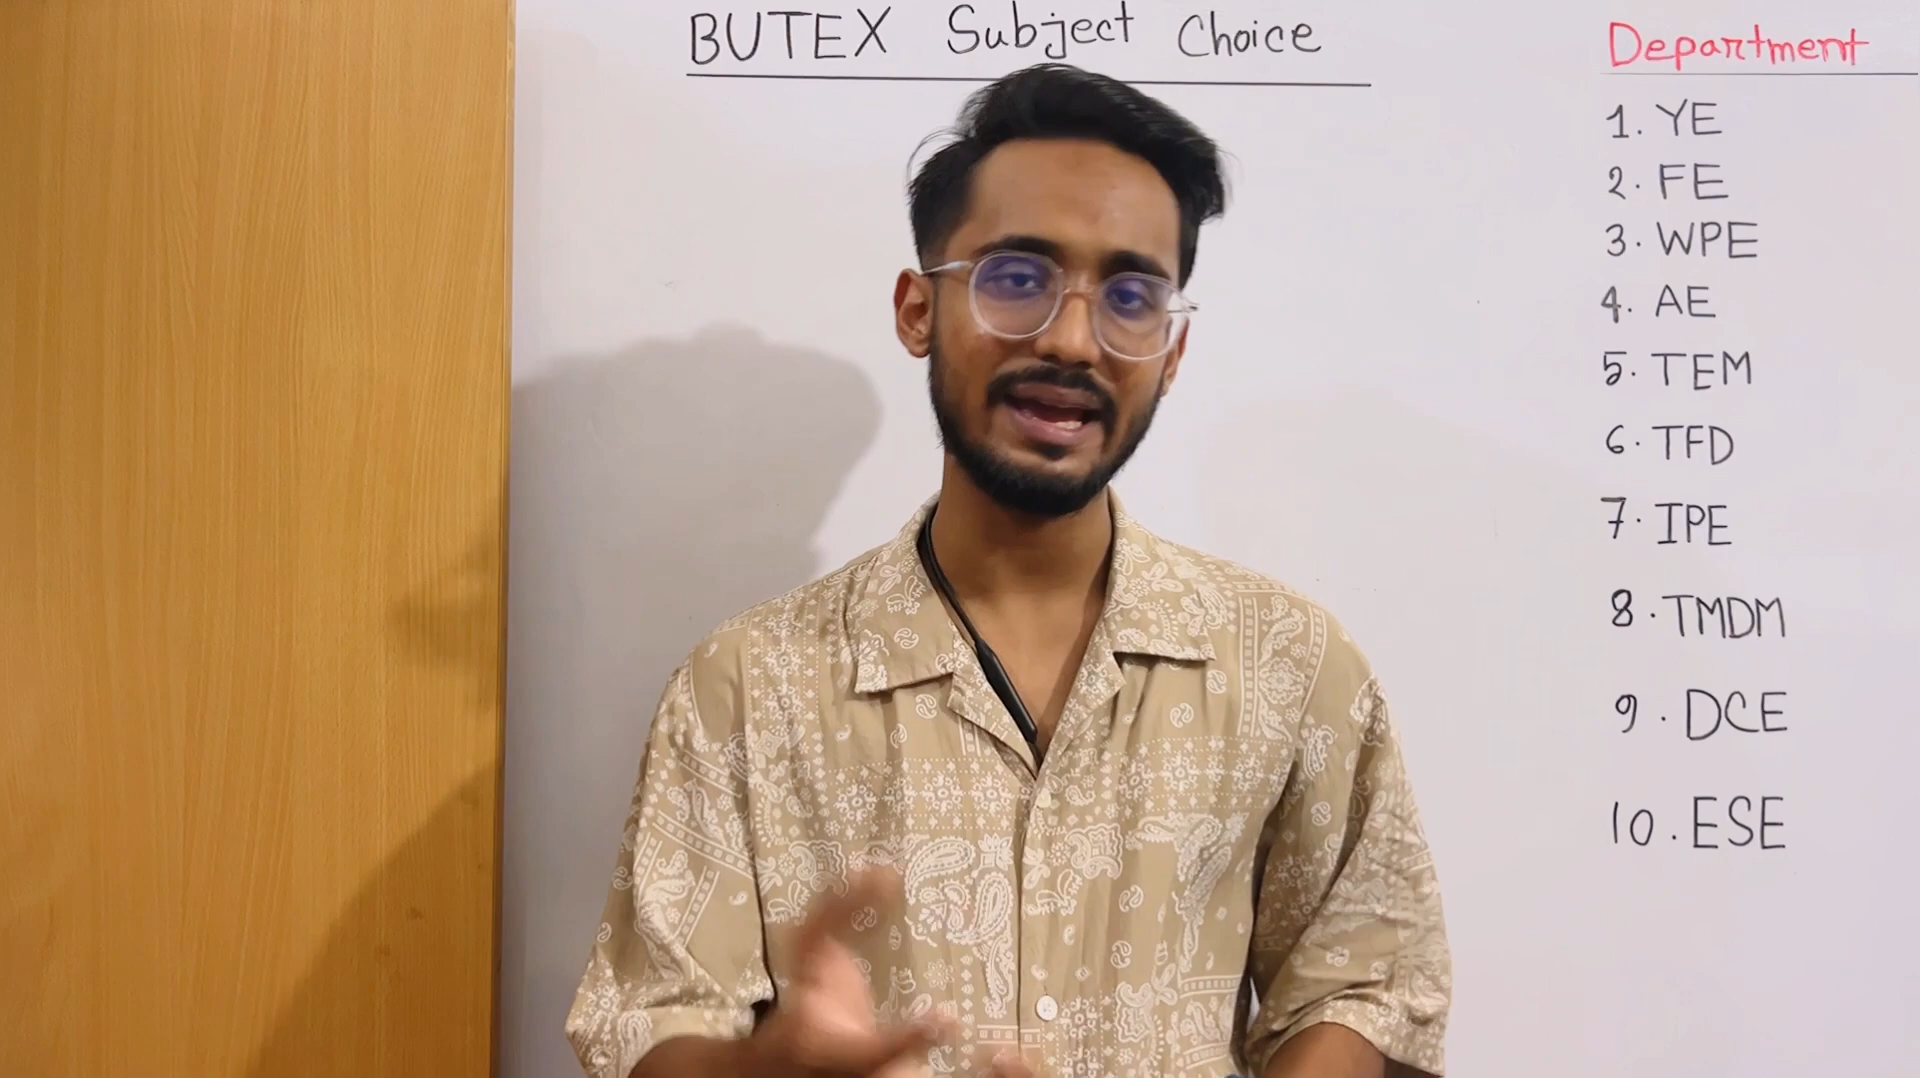 BUTEX Subject Choice
Department
1. YE
2. FE
3. WPE
4. AE
5. TEM
6. TFD
7. IPE
8. TMDM
9. DCE
10. ESE